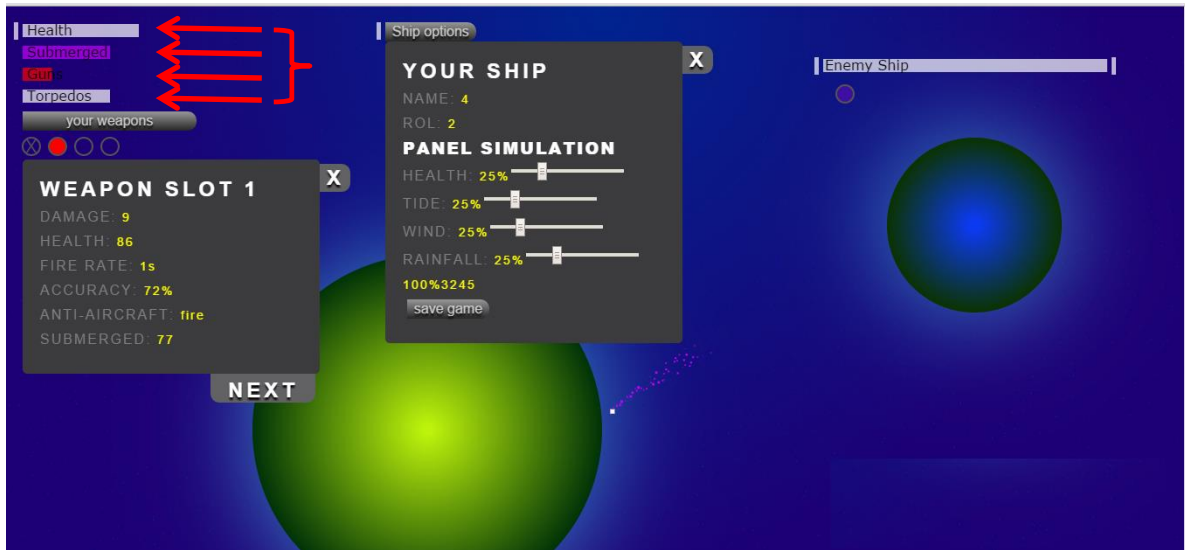 Health
Submerged
Guns
Torpedos
your weapons
X
X
WEAPON SLOT 1
DAMAGE: 9
HEALTH: 86
FIRE RATE: 1s
ACCURACY: 72%
ANTI-AIRCRAFT: fire
SUBMERGED: 77
NEXT
Ship options
X
YOUR SHIP
NAME: 4
ROL: 2
PANEL SIMULATION
HEALTH: 25%
TIDE: 25%
WIND: 25%
RAINFALL: 25%
100%3245
save game
Enemy Ship